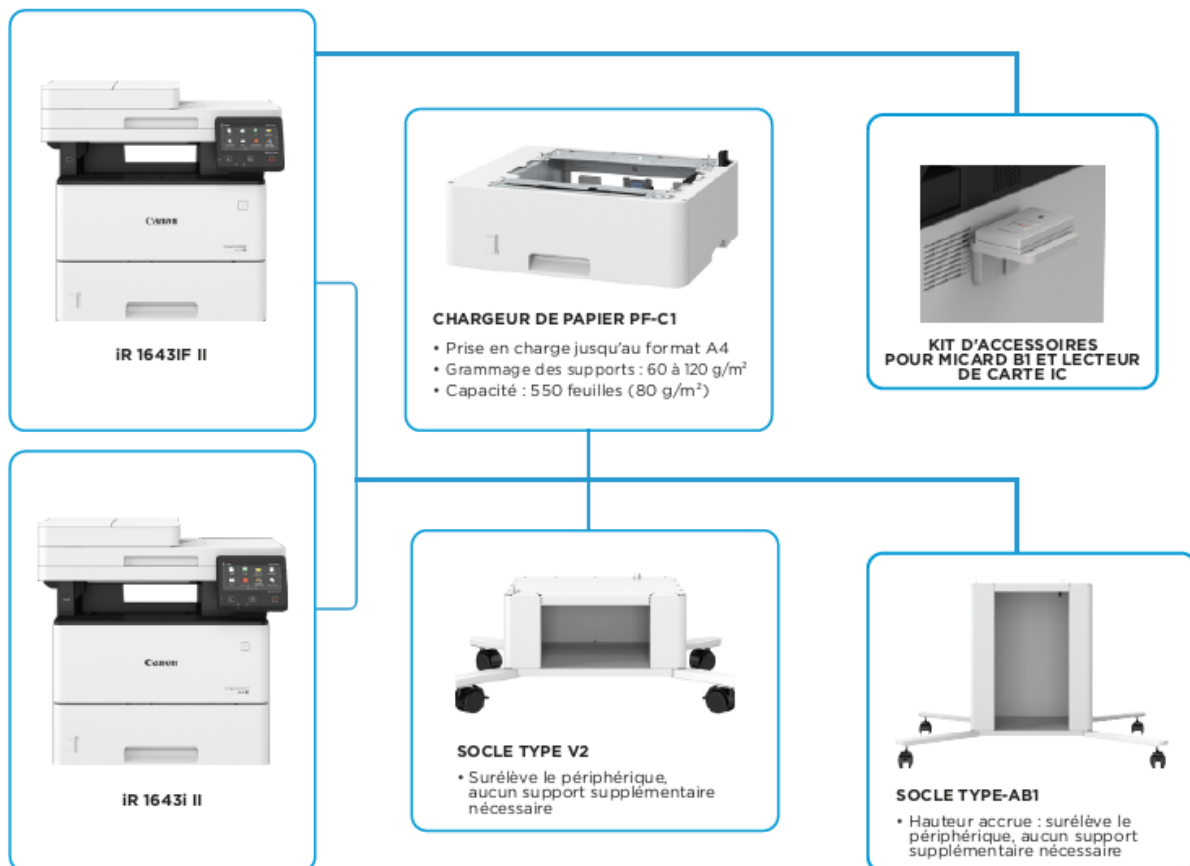 Canon
iR 1643IF II
CHARGEUR DE PAPIER PF-C1
• Prise en charge jusqu'au format A4
• Grammage des supports : 60 à 120 g/m²
• Capacité : 550 feuilles (80 g/m²)
KIT D'ACCESSOIRES
POUR MICARD B1 ET LECTEUR
DE CARTE IC
Canon
iR 1643i II
SOCLE TYPE V2
• Surélève le périphérique,
aucun support supplémentaire
nécessaire
SOCLE TYPE-AB1
• Hauteur accrue : surélève le
périphérique, aucun support
supplémentaire nécessaire